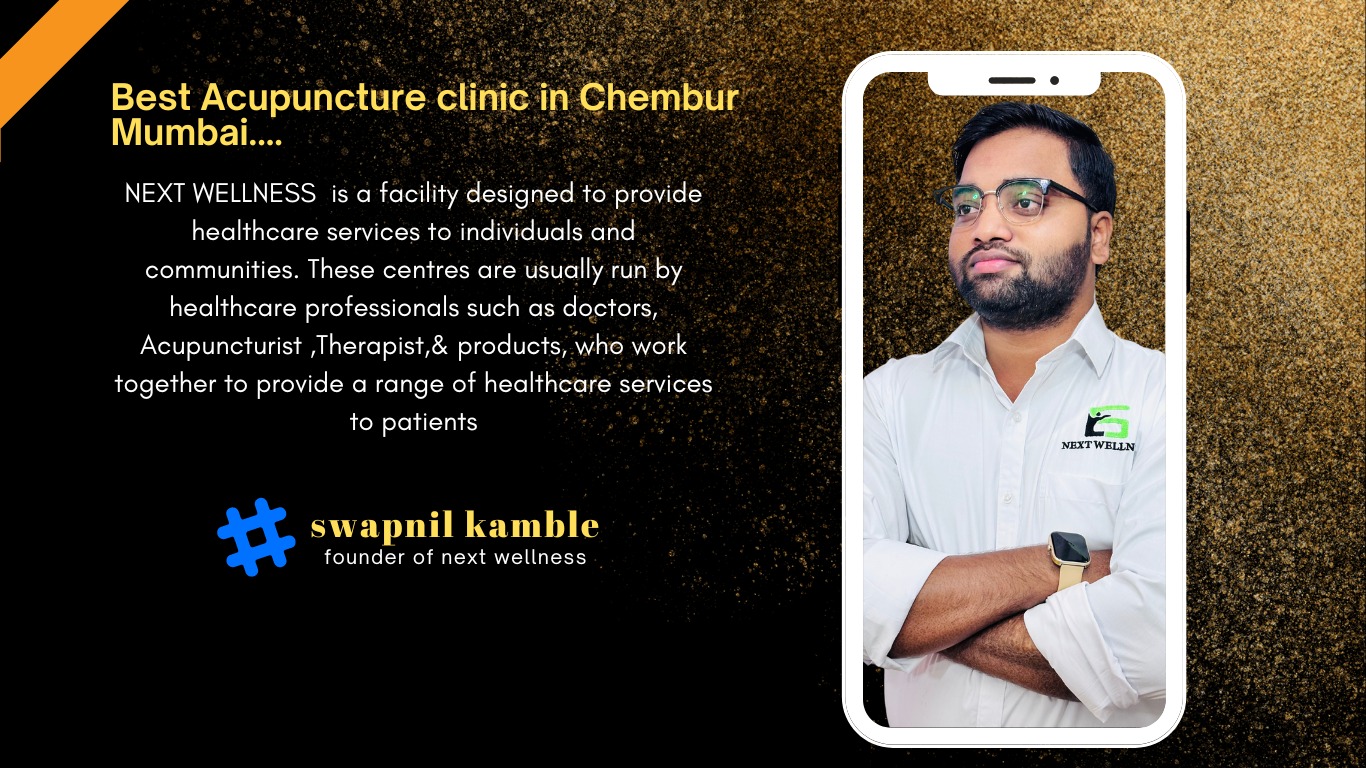 Best Acupuncture clinic in Chembur
Mumbai....
NEXT WELLNESS is a facility designed to provide
healthcare services to individuals and
communities. These centres are usually run by
healthcare professionals such as doctors,
Acupuncturist ,Therapist,& products, who work
together to provide a range of healthcare services
to patients
swapnil kamble
founder of next wellness
NEXT WELLN